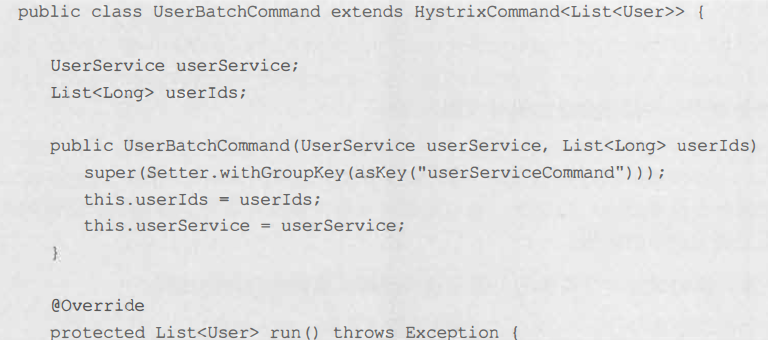 public class UserBatchCommand extends HystrixCommand<List<User>> {
UserService userService;
List<Long> userIds;
public UserBatchCommand(UserService userService, List<Long> userIds)
super(Setter.withGroupKey(asKey("userServiceCommand")));
this.userIds = userIds;
this.userService = userService;
}
@Override
protected List<User> run() throws Exception {